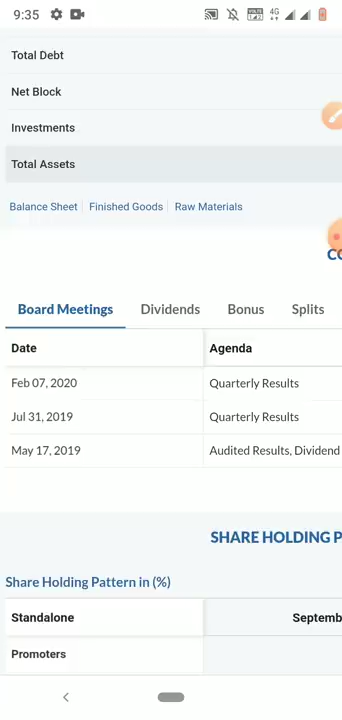 9:35
4G
Total Debt
Net Block
Investments
Total Assets
Balance Sheet Finished Goods Raw Materials
CO
Board Meetings Dividends Bonus Splits
Date Agenda
Feb 07, 2020 Quarterly Results
Jul 31, 2019 Quarterly Results
May 17, 2019 Audited Results, Dividend
SHARE HOLDING P
Share Holding Pattern in (%)
Standalone Septemb
Promoters